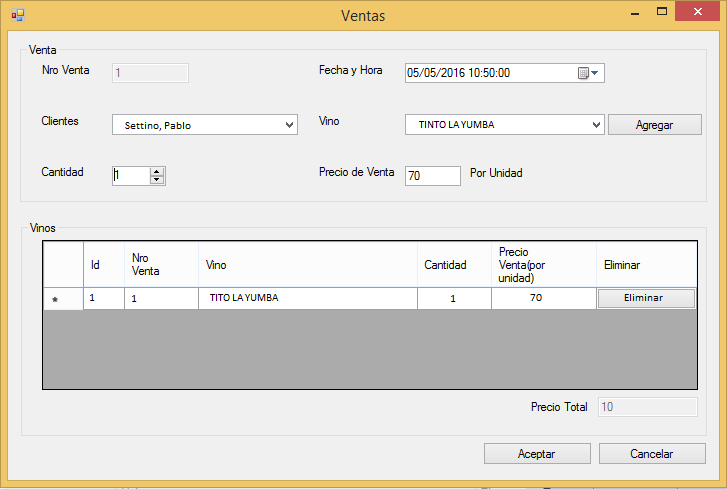 Ventas
Venta
Nro Venta 1 Fecha y Hora 05/05/2016 10:50:00
Clientes Settino, Pablo Vino TINTO LA YUMBA Agregar
Cantidad 1 Precio de Venta 70 Por Unidad
Vinos
Id Nro Venta Vino Cantidad Precio Venta(por unidad) Eliminar
* 1 1 TITO LA YUMBA 1 70 Eliminar
Precio Total 10
Aceptar Cancelar